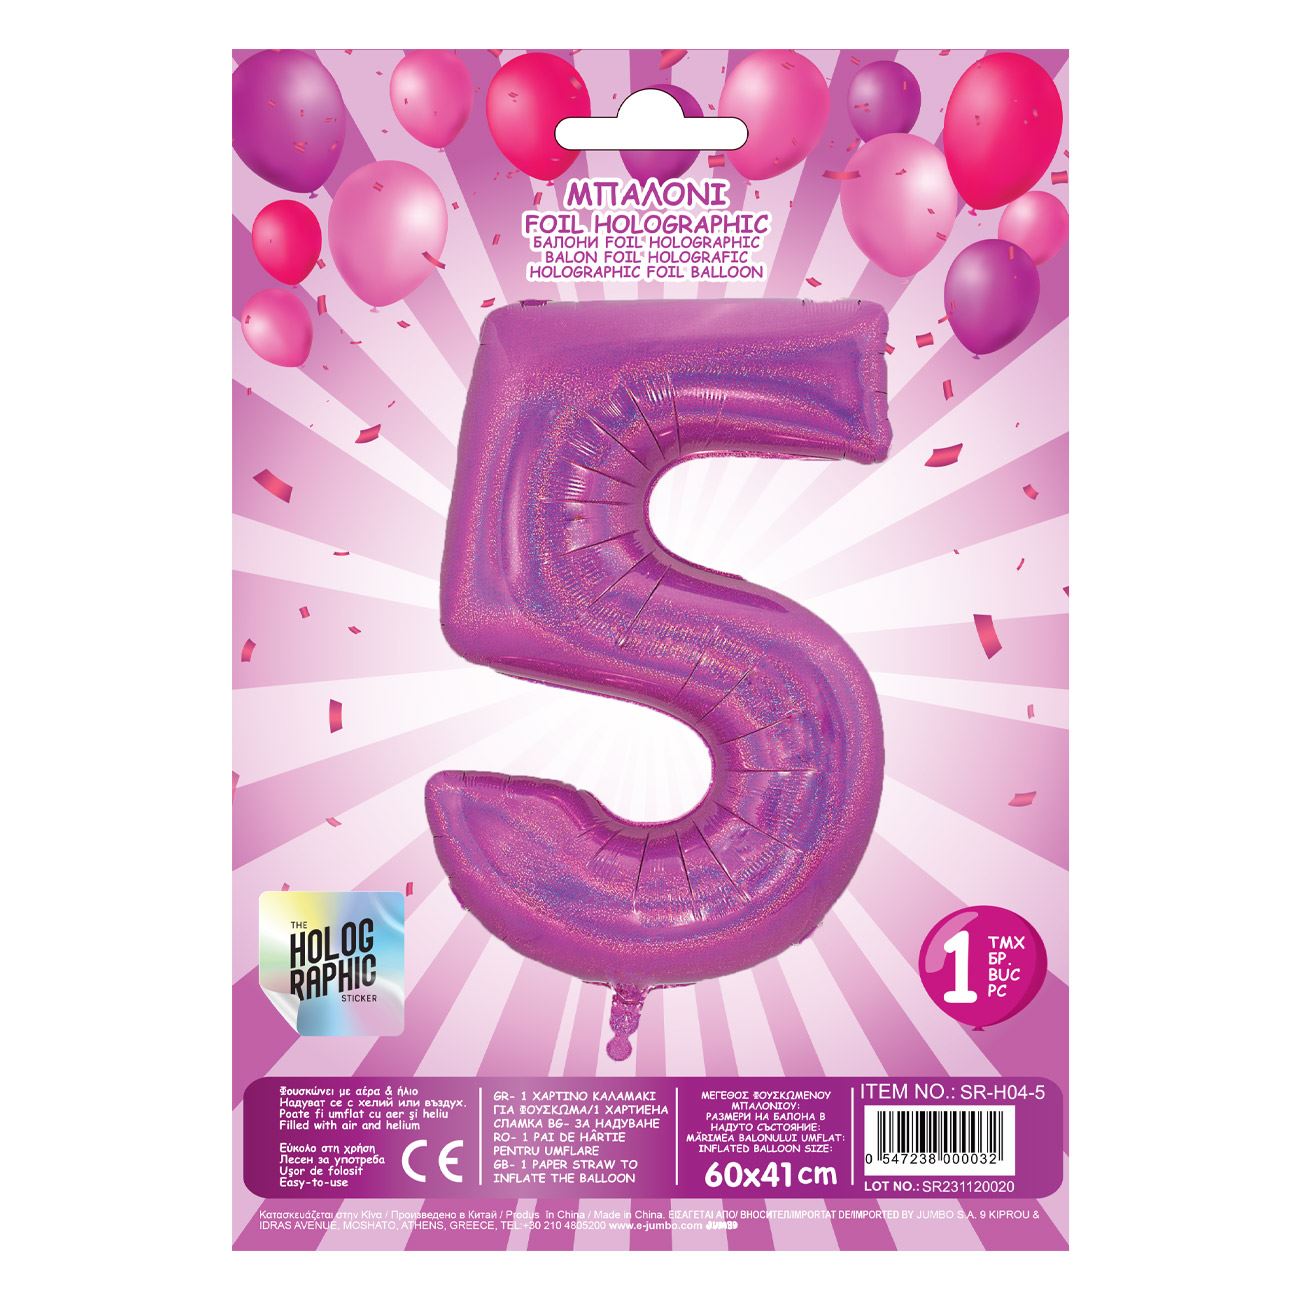 ΜΠΑΛΟΝΙ
FOIL HOLOGRAPHIC
БАЛОНИ FOIL HOLOGRAPHIC
BALON FOIL HOLOGRAFIC
HOLOGRAPHIC FOIL BALLOON
THE
HOLOG
RAPHIC
STICKER
1
ΤΜΧ
БР.
BUC
PC
Φουσκώνει με αέρα & ήλιο
Надуват се с хелий или въздух.
Poate fi umflat cu aer şi heliu
Filled with air and helium
Εύκολο στη χρήση
Лесен за употреба
Uşor de folosit
Easy-to-use
CE
GR- 1 ΧΑΡΤΙΝΟ ΚΑΛΑΜΑΚΙ
ΓΙΑ ΦΟΥΣΚΩΜΑ/1 ХАРТИЕНА
СЛАМКА BG- ЗА НАДУВАНЕ
RO- 1 PAI DE HÂRTIE
PENTRU UMFLARE
GB- 1 PAPER STRAW TO
INFLATE THE BALLOON
ΜΕΓΕΘΟΣ ΦΟΥΣΚΩΜΕΝΟΥ
ΜΠΑΛΟΝΙΟΥ:
РАЗМЕРИ НА БАЛОНА В
НАДУТО СЪСТОЯНИЕ:
MĂRIMEA BALONULUI UMFLAT:
INFLATED BALLOON SIZE:
60x41 cm
ITEM NO.: SR-H04-5
0 547238 000032
LOT NO.: SR231120020
Κατασκευάζεται στην Κίνα / Произведено в Китай / Produs în China / Made in China. ΕΙΣΑΓΕΤΑΙ ΑΠΟ/ ВНОСИТЕЛ/IMPORTAT DE/IMPORTED BY JUMBO S.A. 9 KIPROU &
IDRAS AVENUE, MOSHATO, ATHENS, GREECE, TEL:+30 210 4805200 www.e-jumbo.com JUMBO